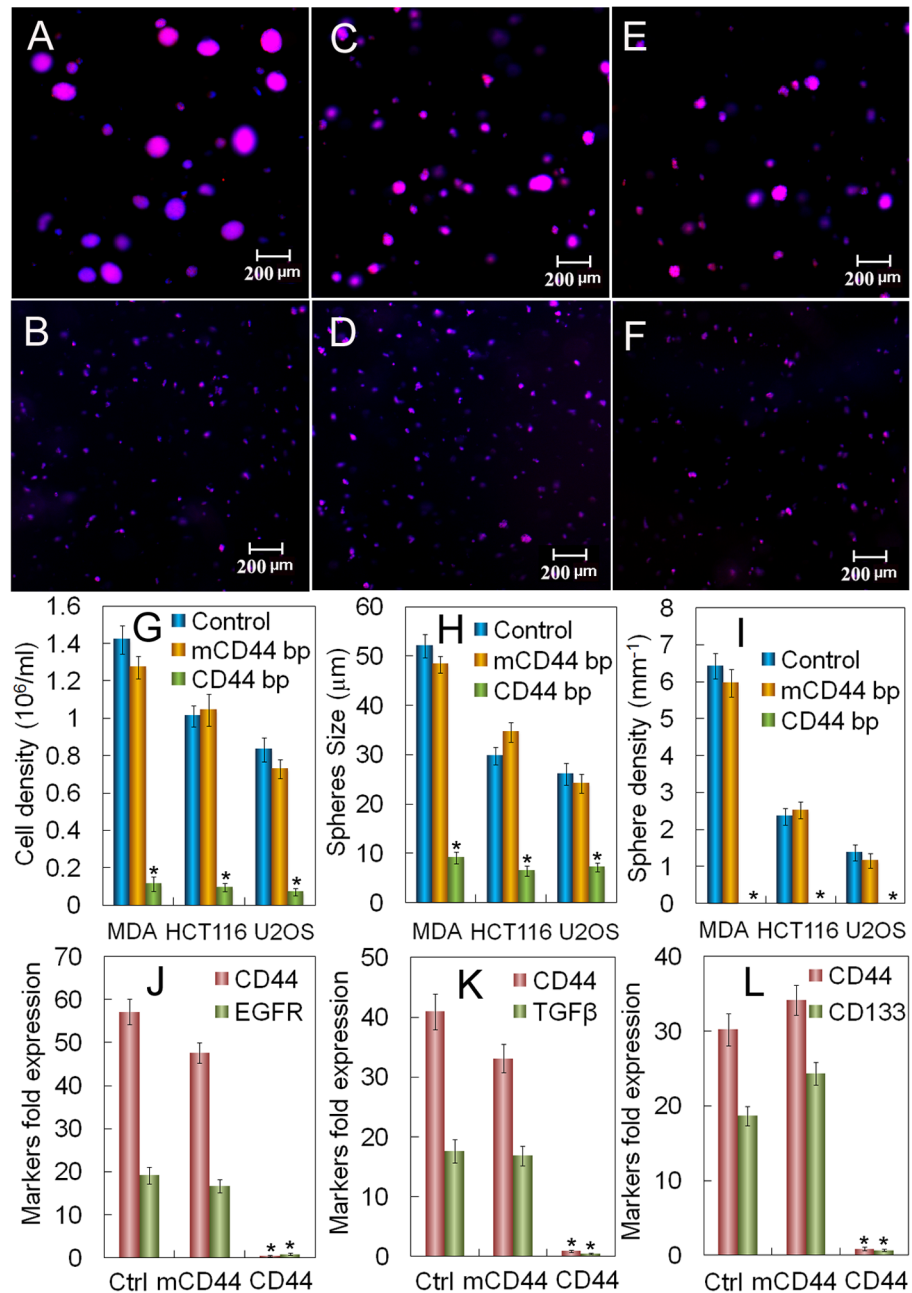 A
C
E
200 µm
200 µm
200 µm
B
D
F
200 µm
200 µm
200 µm
G
Control
mCD44 bp
CD44 bp
Cell density (10⁶/ml)
1.6
1.4
1.2
1
0.8
0.6
0.4
0.2
0
*
*
*
MDA HCT116 U2OS
H
Control
mCD44 bp
CD44 bp
Spheres Size (µm)
60
50
40
30
20
10
0
*
*
*
MDA HCT116 U2OS
I
Control
mCD44 bp
CD44 bp
Sphere density (mm⁻¹)
8
7
6
5
4
3
2
1
0
*
*
*
MDA HCT116 U2OS
J
CD44
EGFR
Markers fold expression
70
60
50
40
30
20
10
0
* *
Ctrl mCD44 CD44
K
CD44
TGFβ
Markers fold expression
50
40
30
20
10
0
* *
Ctrl mCD44 CD44
L
CD44
CD133
Markers fold expression
40
30
20
10
0
* *
Ctrl mCD44 CD44